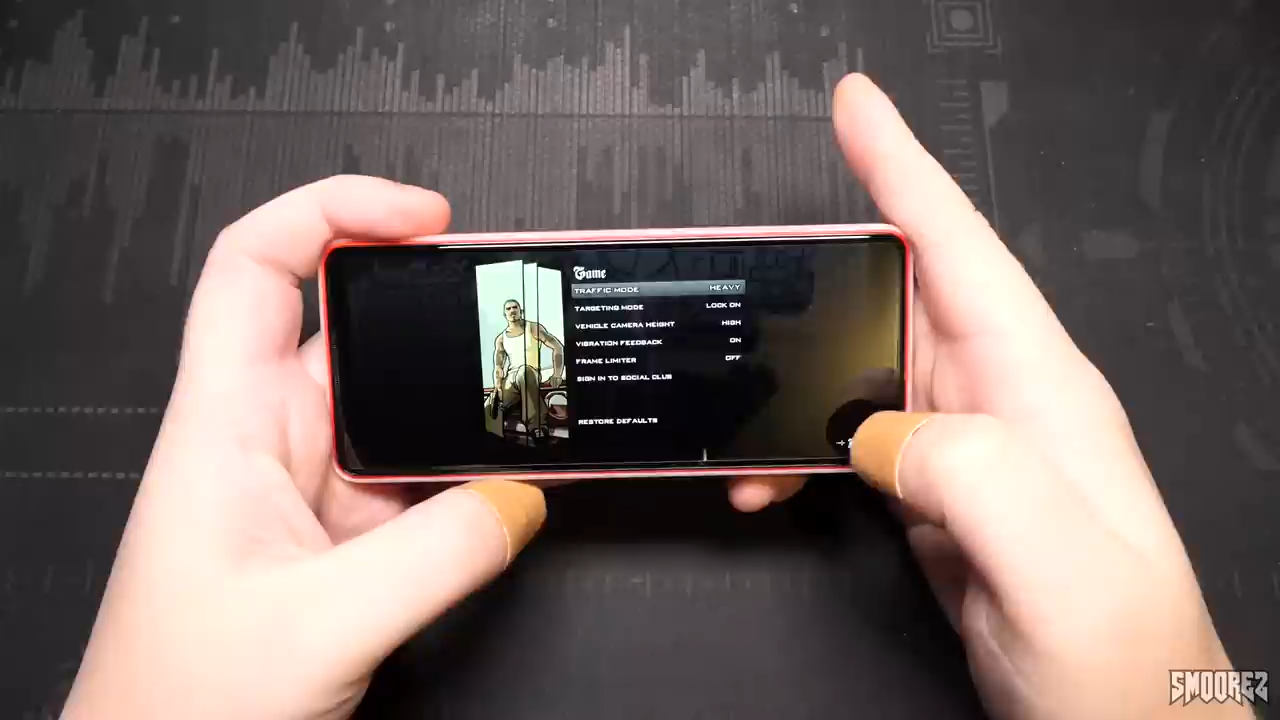 Game
TRAFFIC MODE HEAVY
TARGETING MODE LOCK ON
VEHICLE CAMERA HEIGHT HIGH
VIBRATION FEEDBACK ON
FRAME LIMITER OFF
SIGN IN TO SOCIAL CLUB
RESTORE DEFAULTS
SMOOREZ